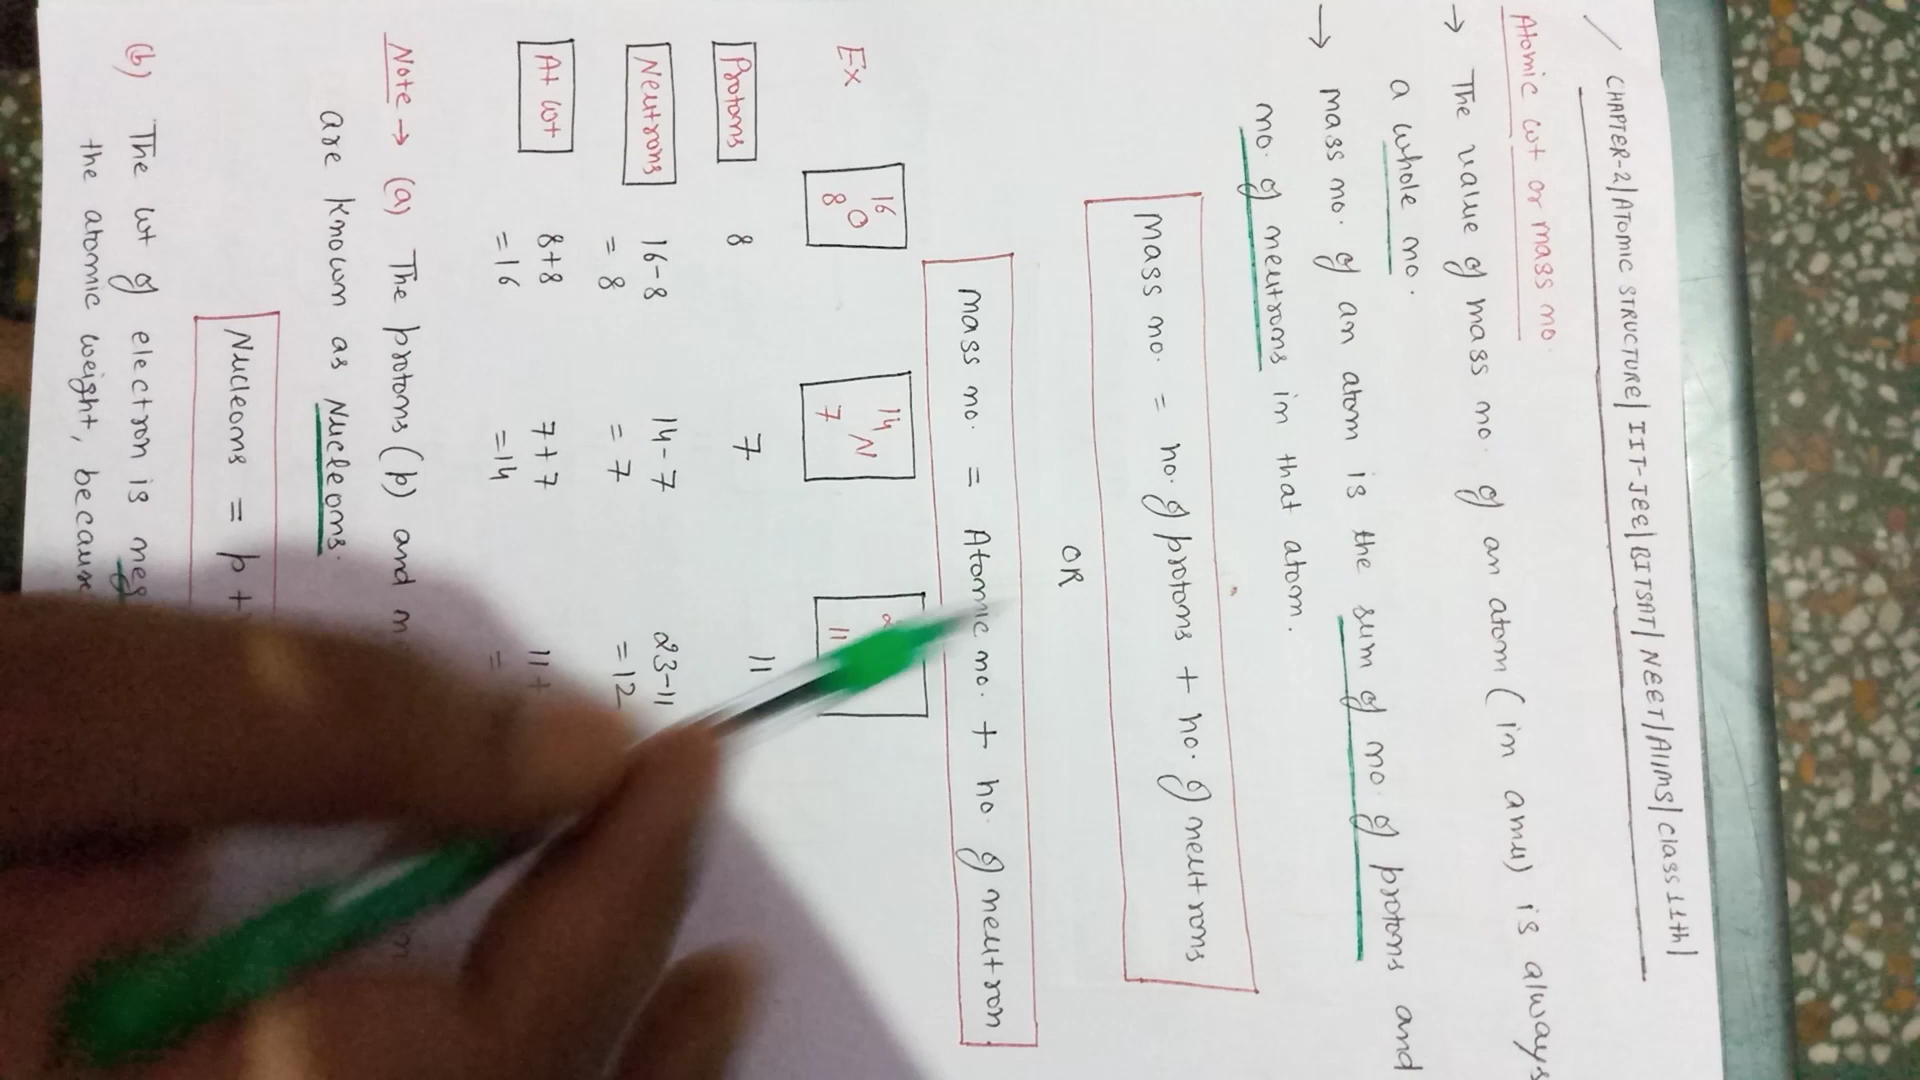 CHAPTER-2/ATOMIC STRUCTURE/IIT-JEE/BITSAT/NEET/AIIMS/class 11th/
Atomic wt or mass no.
→ The value of mass no. of an atom (in amu) is always
a whole no.
→ mass no. of an atom is the sum of no. of protons and
no. of neutrons in that atom.
mass no. = no. of protons + no. of neutrons
OR
mass no. = Atomic no. + no. of neutron.
Ex 16 8 O 14 7 N 11
Protons 8 7 11
Neutrons 16-8 14-7 23-11
= 8 = 7 = 12
At wt 8+8 7+7 11+
= 16 = 14 =
Note → (a) The protons (p) and
are known as Nucleons.
Nucleons = p +
(b) The wt of electron is
the atomic weight, because